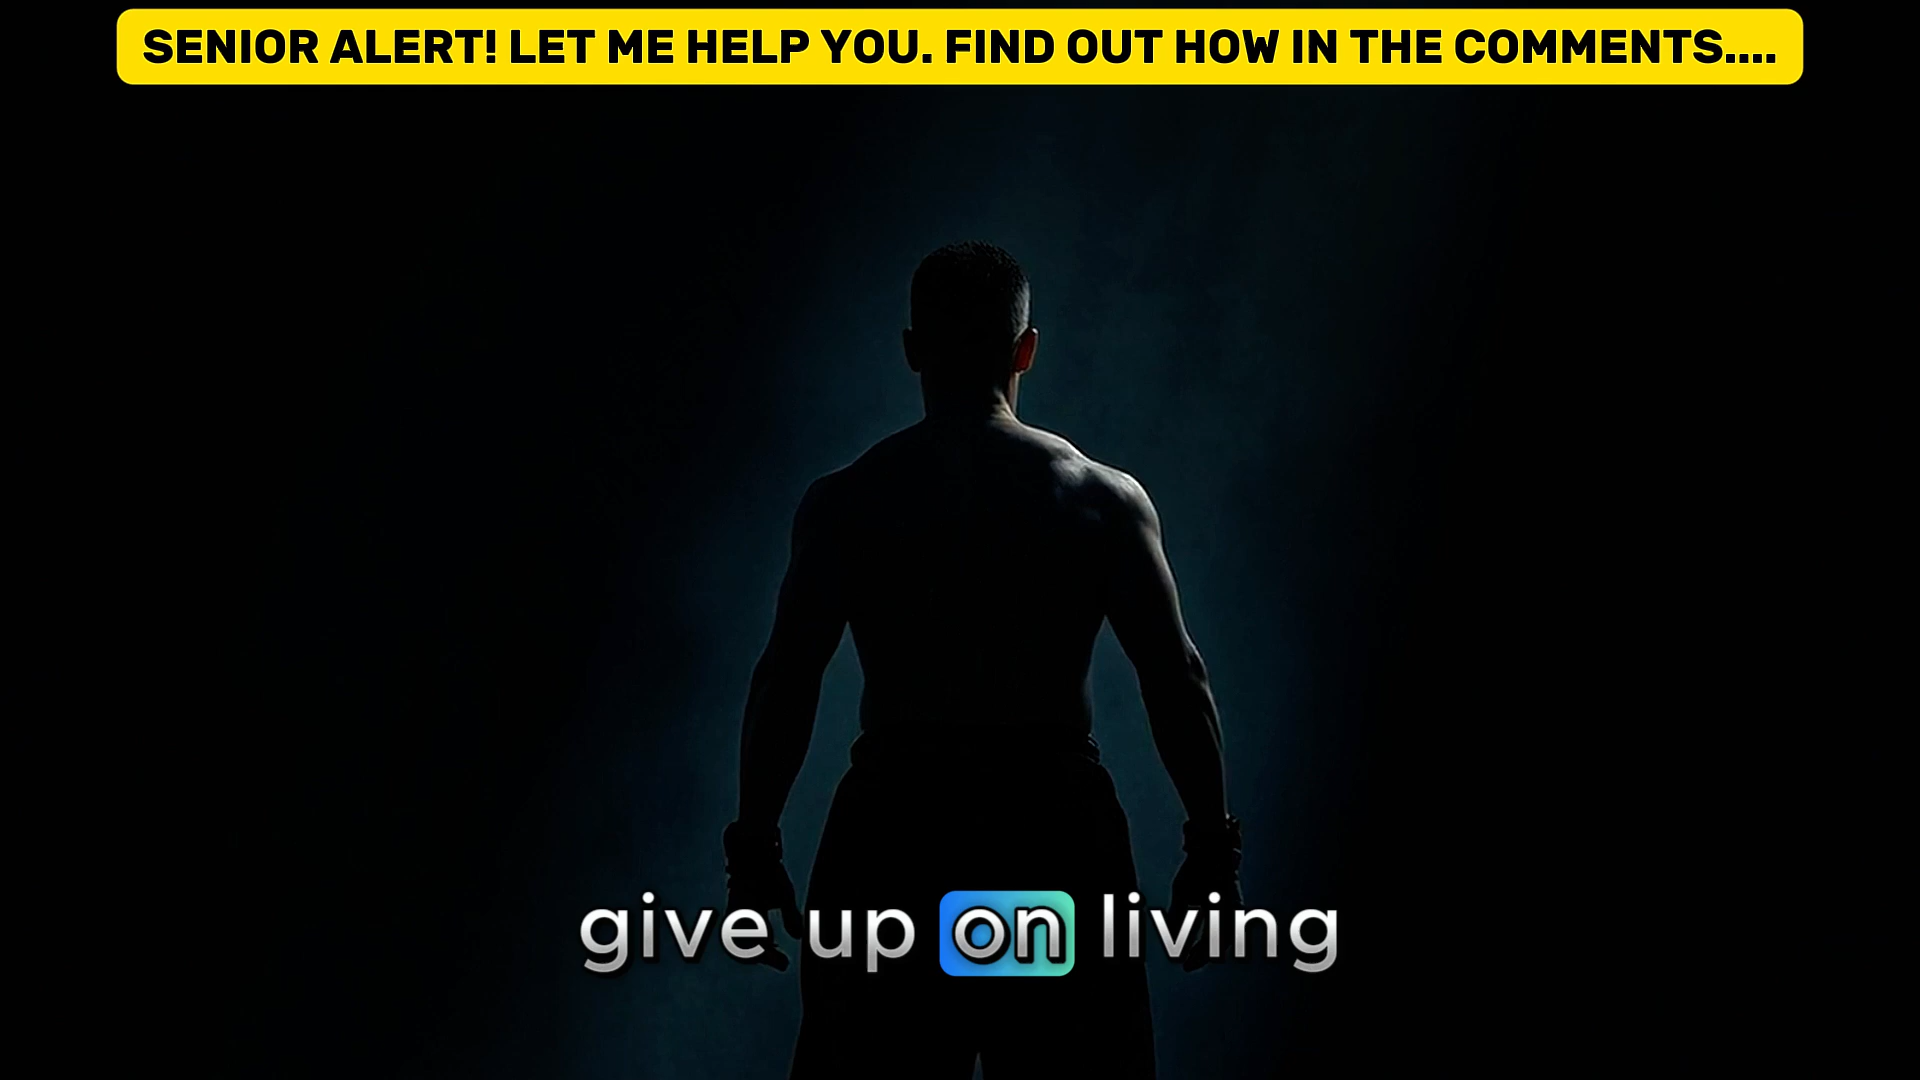 SENIOR ALERT! LET ME HELP YOU. FIND OUT HOW IN THE COMMENTS....
give up on living